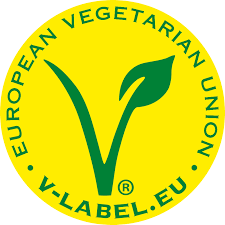 • EUROPEAN VEGETARIAN UNION •
V-LABEL.EU
®